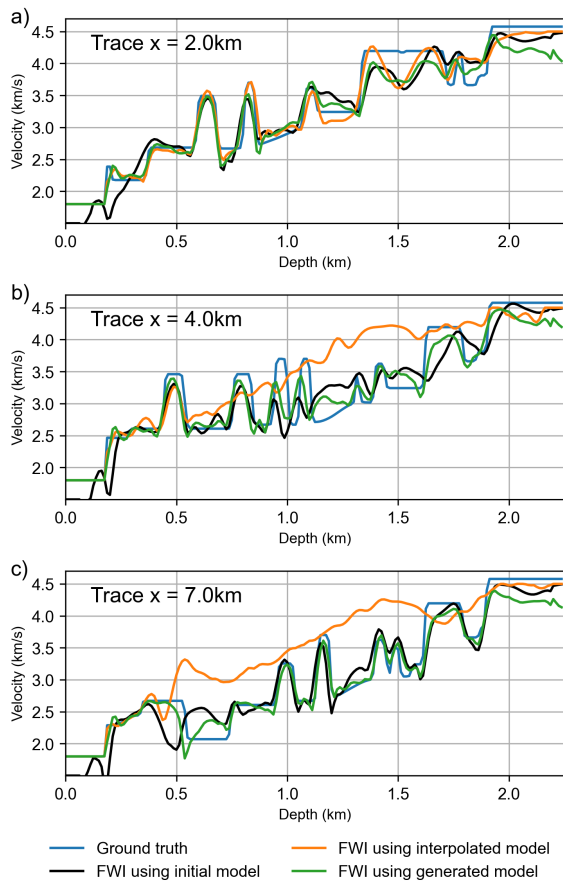 a)
Trace x = 2.0km
4.5
4.0
3.5
3.0
2.5
2.0
Velocity (km/s)
0.0 0.5 1.0 1.5 2.0
Depth (km)
b)
Trace x = 4.0km
4.5
4.0
3.5
3.0
2.5
2.0
Velocity (km/s)
0.0 0.5 1.0 1.5 2.0
Depth (km)
c)
Trace x = 7.0km
4.5
4.0
3.5
3.0
2.5
2.0
Velocity (km/s)
0.0 0.5 1.0 1.5 2.0
Depth (km)
Ground truth
FWI using initial model
FWI using interpolated model
FWI using generated model